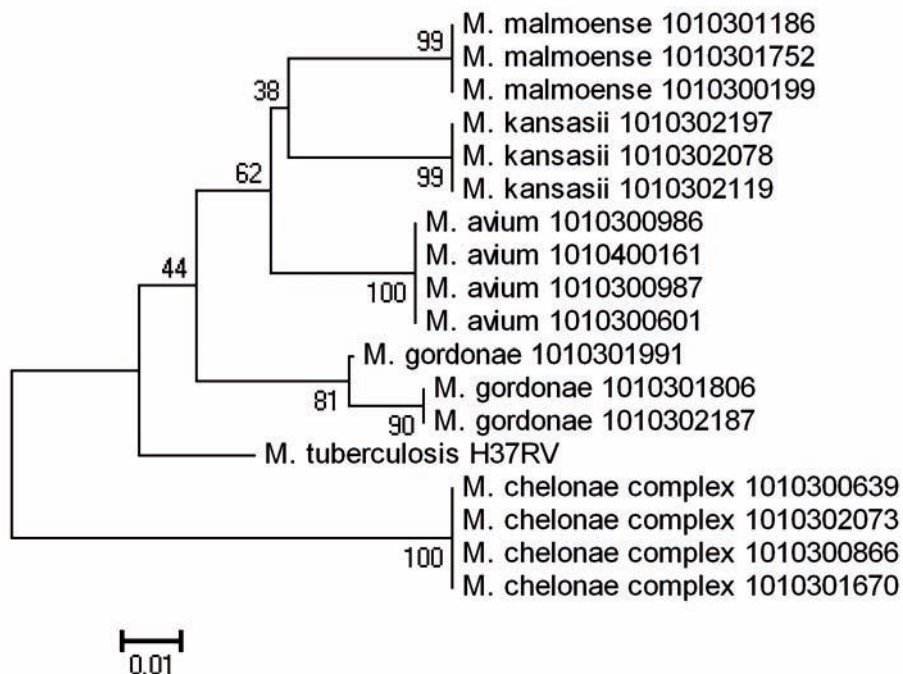 M. malmoense 1010301186
99
M. malmoense 1010301752
M. malmoense 1010300199
38
M. kansasii 1010302197
M. kansasii 1010302078
99
M. kansasii 1010302119
62
M. avium 1010300986
M. avium 1010400161
44
M. avium 1010300987
100
M. avium 1010300601
M. gordonae 1010301991
81
M. gordonae 1010301806
90
M. gordonae 1010302187
M. tuberculosis H37RV
M. chelonae complex 1010300639
M. chelonae complex 1010302073
M. chelonae complex 1010300866
100
M. chelonae complex 1010301670
0.01